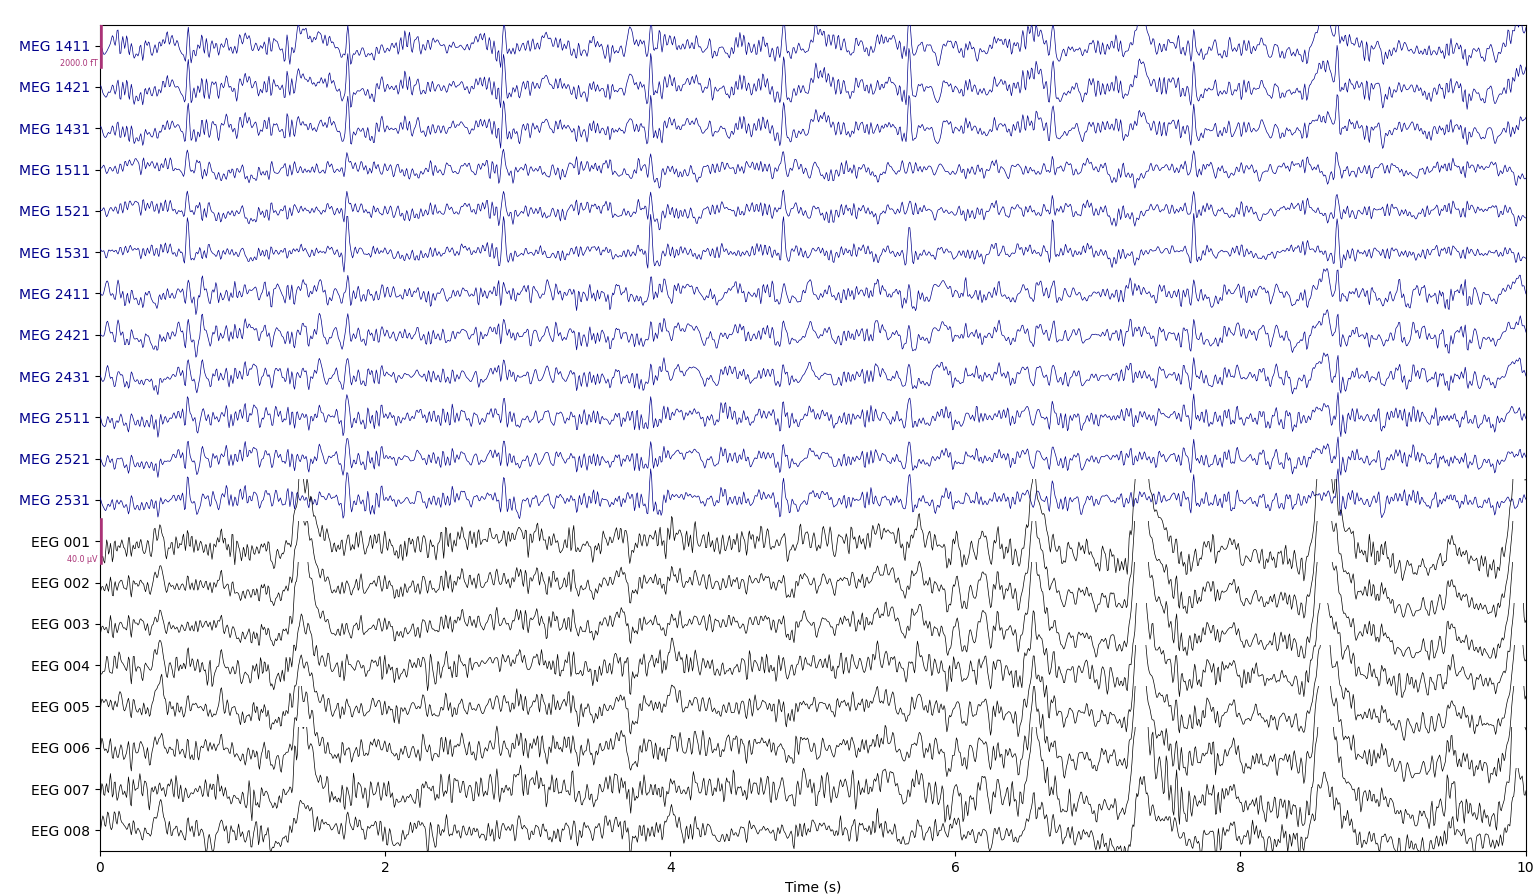 MEG 1411
2000.0 fT
MEG 1421
MEG 1431
MEG 1511
MEG 1521
MEG 1531
MEG 2411
MEG 2421
MEG 2431
MEG 2511
MEG 2521
MEG 2531
EEG 001
40.0 µV
EEG 002
EEG 003
EEG 004
EEG 005
EEG 006
EEG 007
EEG 008
0 2 4 6 8 10
Time (s)